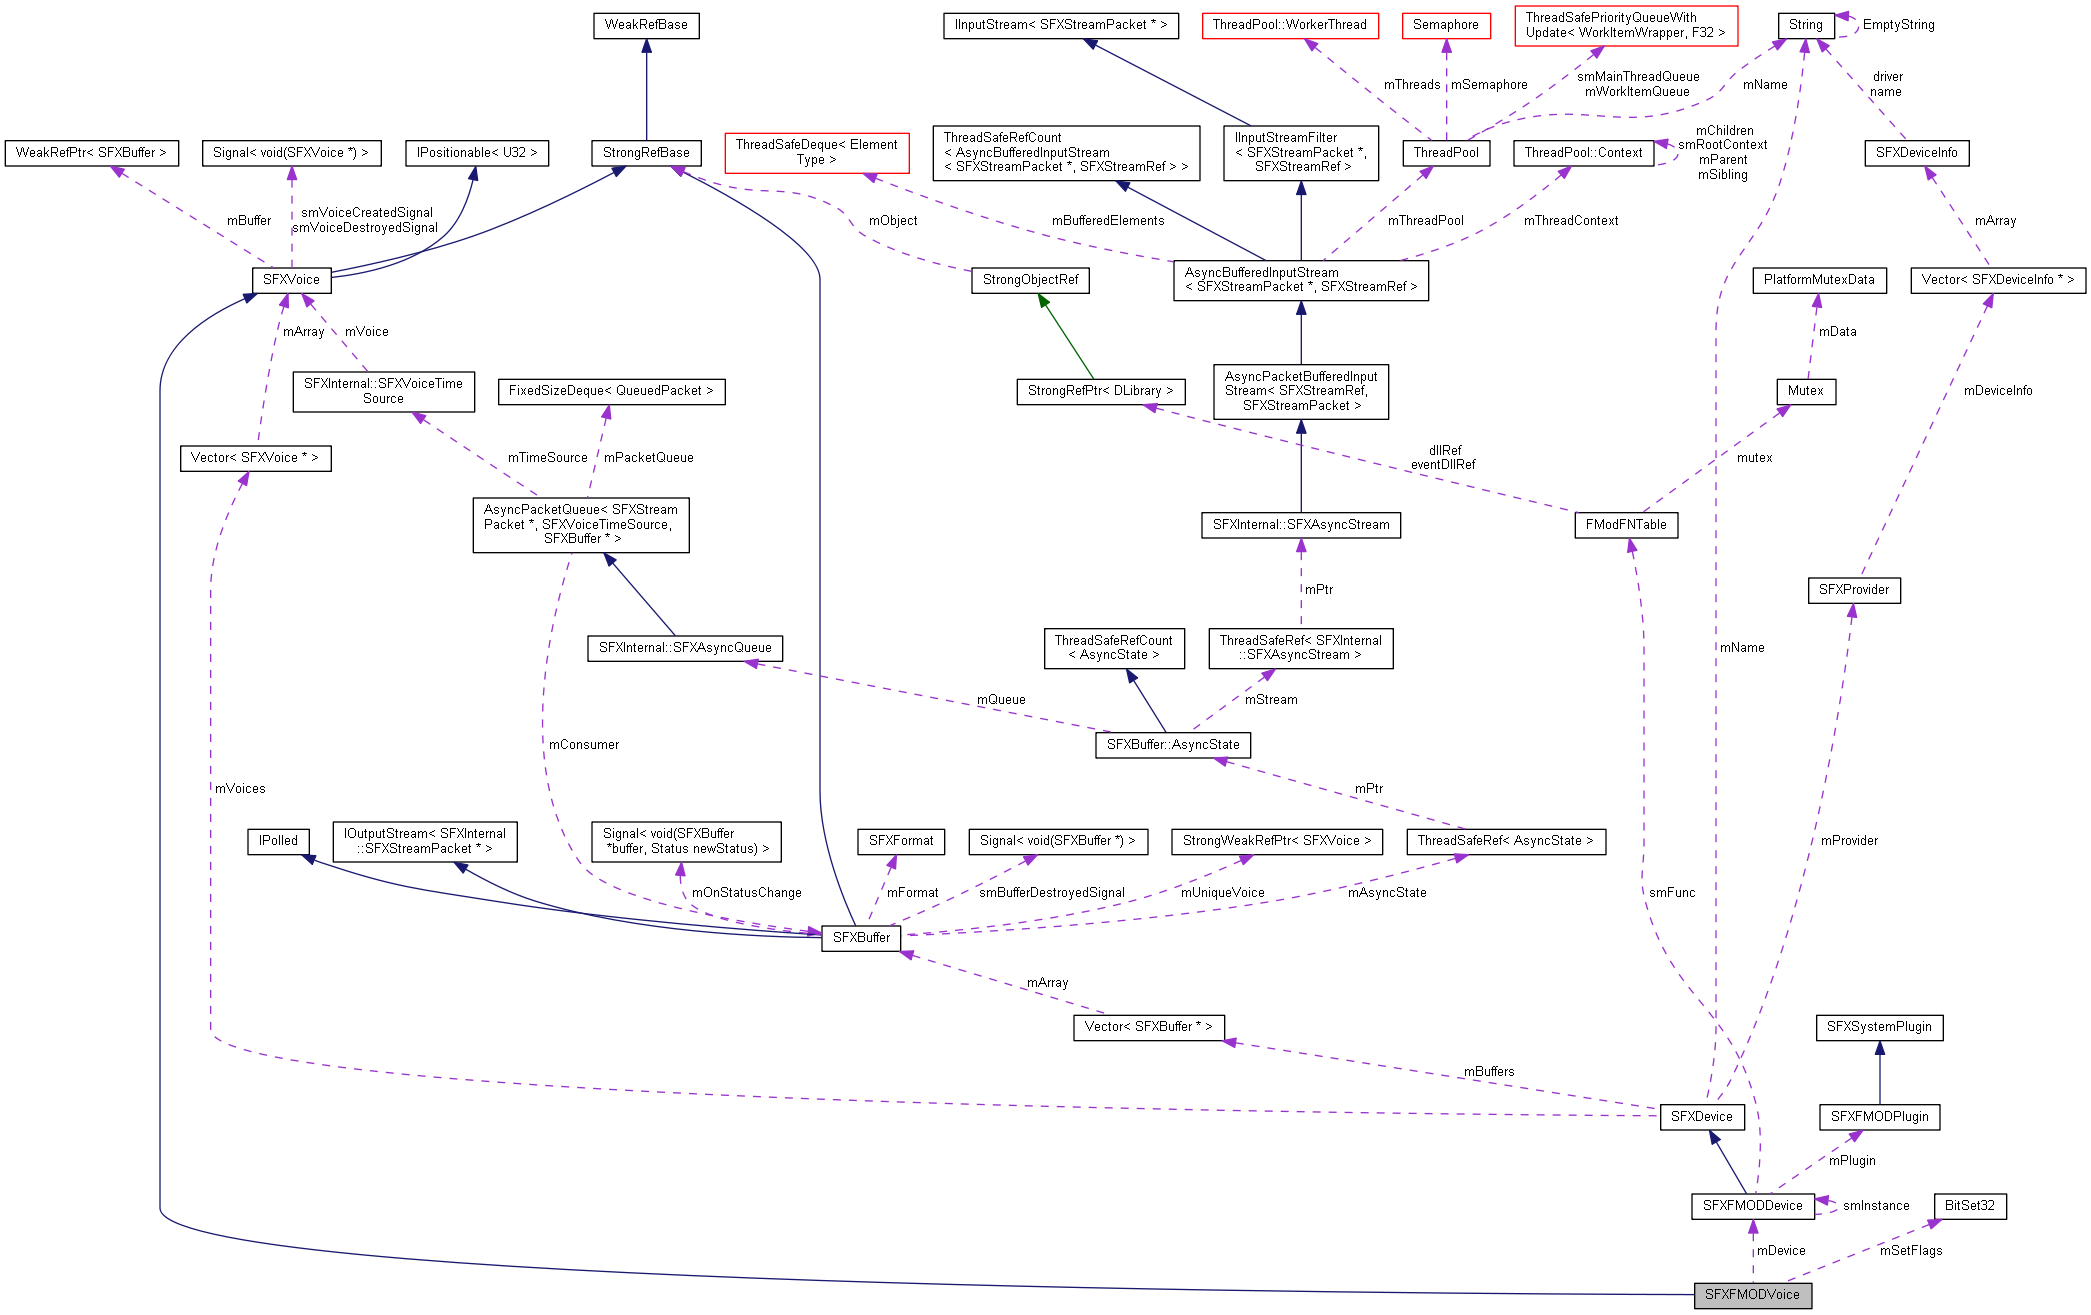 WeakRefBase
IInputStream< SFXStreamPacket * >
ThreadPool::WorkerThread
Semaphore
ThreadSafePriorityQueueWith
Update< WorkItemWrapper, F32 >
String
EmptyString
mThreads
mSemaphore
smMainThreadQueue
mWorkItemQueue
mName
driver
name
WeakRefPtr< SFXBuffer >
Signal< void(SFXVoice *) >
IPositionable< U32 >
StrongRefBase
ThreadSafeDeque< Element
Type >
ThreadSafeRefCount
< AsyncBufferedInputStream
< SFXStreamPacket *, SFXStreamRef > >
IInputStreamFilter
< SFXStreamPacket *,
SFXStreamRef >
ThreadPool
ThreadPool::Context
mChildren
smRootContext
mParent
mSibling
SFXDeviceInfo
mBuffer
smVoiceCreatedSignal
smVoiceDestroyedSignal
mObject
mBufferedElements
mThreadPool
mThreadContext
mArray
SFXVoice
StrongObjectRef
AsyncBufferedInputStream
< SFXStreamPacket *, SFXStreamRef >
PlatformMutexData
Vector< SFXDeviceInfo * >
mArray
mVoice
mData
SFXInternal::SFXVoiceTime
Source
FixedSizeDeque< QueuedPacket >
StrongRefPtr< DLibrary >
AsyncPacketBufferedInput
Stream< SFXStreamRef,
SFXStreamPacket >
Mutex
mDeviceInfo
Vector< SFXVoice * >
mTimeSource
mPacketQueue
dllRef
eventDllRef
mutex
AsyncPacketQueue< SFXStream
Packet *, SFXVoiceTimeSource,
SFXBuffer * >
SFXInternal::SFXAsyncStream
FModFNTable
mPtr
SFXProvider
SFXInternal::SFXAsyncQueue
ThreadSafeRefCount
< AsyncState >
ThreadSafeRef< SFXInternal
::SFXAsyncStream >
mName
mQueue
mStream
mConsumer
SFXBuffer::AsyncState
mVoices
mPtr
IPolled
IOutputStream< SFXInternal
::SFXStreamPacket * >
Signal< void(SFXBuffer
*buffer, Status newStatus) >
SFXFormat
Signal< void(SFXBuffer *) >
StrongWeakRefPtr< SFXVoice >
ThreadSafeRef< AsyncState >
mProvider
mOnStatusChange
mFormat
smBufferDestroyedSignal
mUniqueVoice
mAsyncState
smFunc
SFXBuffer
mArray
Vector< SFXBuffer * >
SFXSystemPlugin
mBuffers
SFXDevice
SFXFMODPlugin
mPlugin
SFXFMODDevice
smInstance
BitSet32
mDevice
mSetFlags
SFXFMODVoice